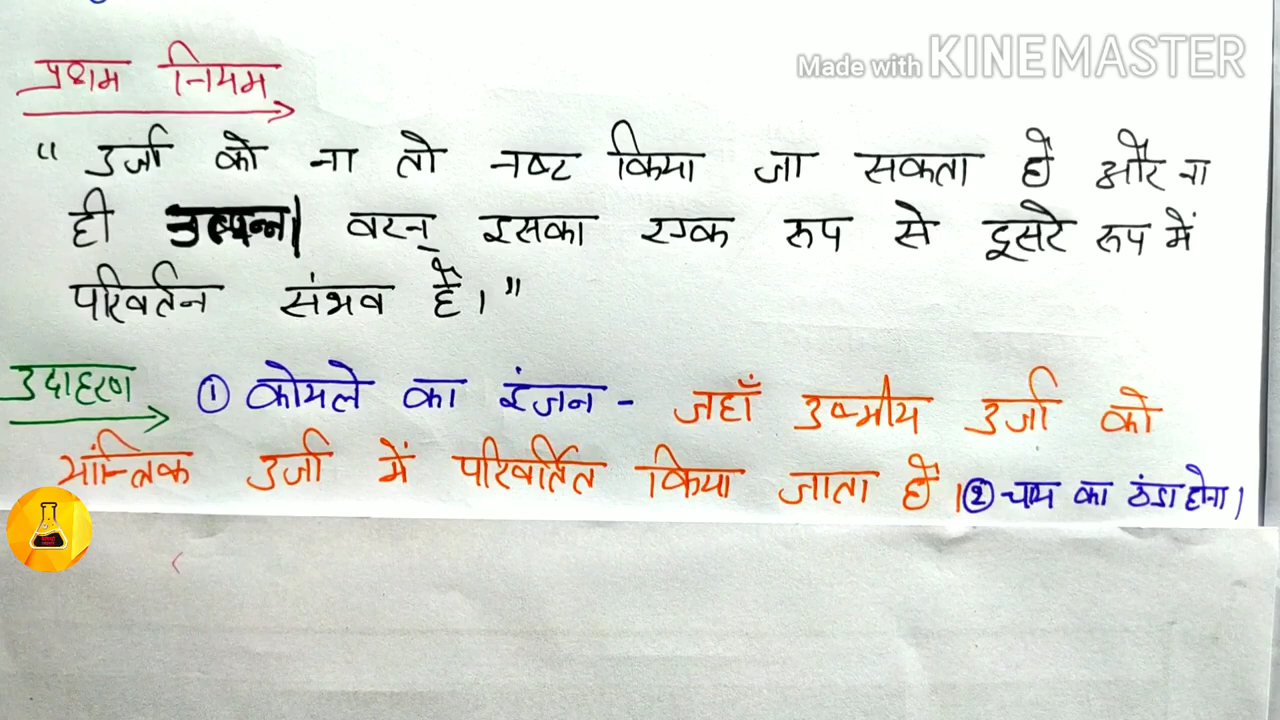 Made with KINEMASTER
प्रथम नियम
" उर्जा को ना तो नष्ट किया जा सकता है और ना
ही उत्पन्न। वरन् इसका एक रूप से दूसरे रूप में
परिवर्तन संभव है। "
उदाहरण ① कोयले का इंजन - जहाँ उष्मीय उर्जा को
यांन्त्रिक उर्जा में परिवर्तित किया जाता है। ② चाय का ठंडा होना।